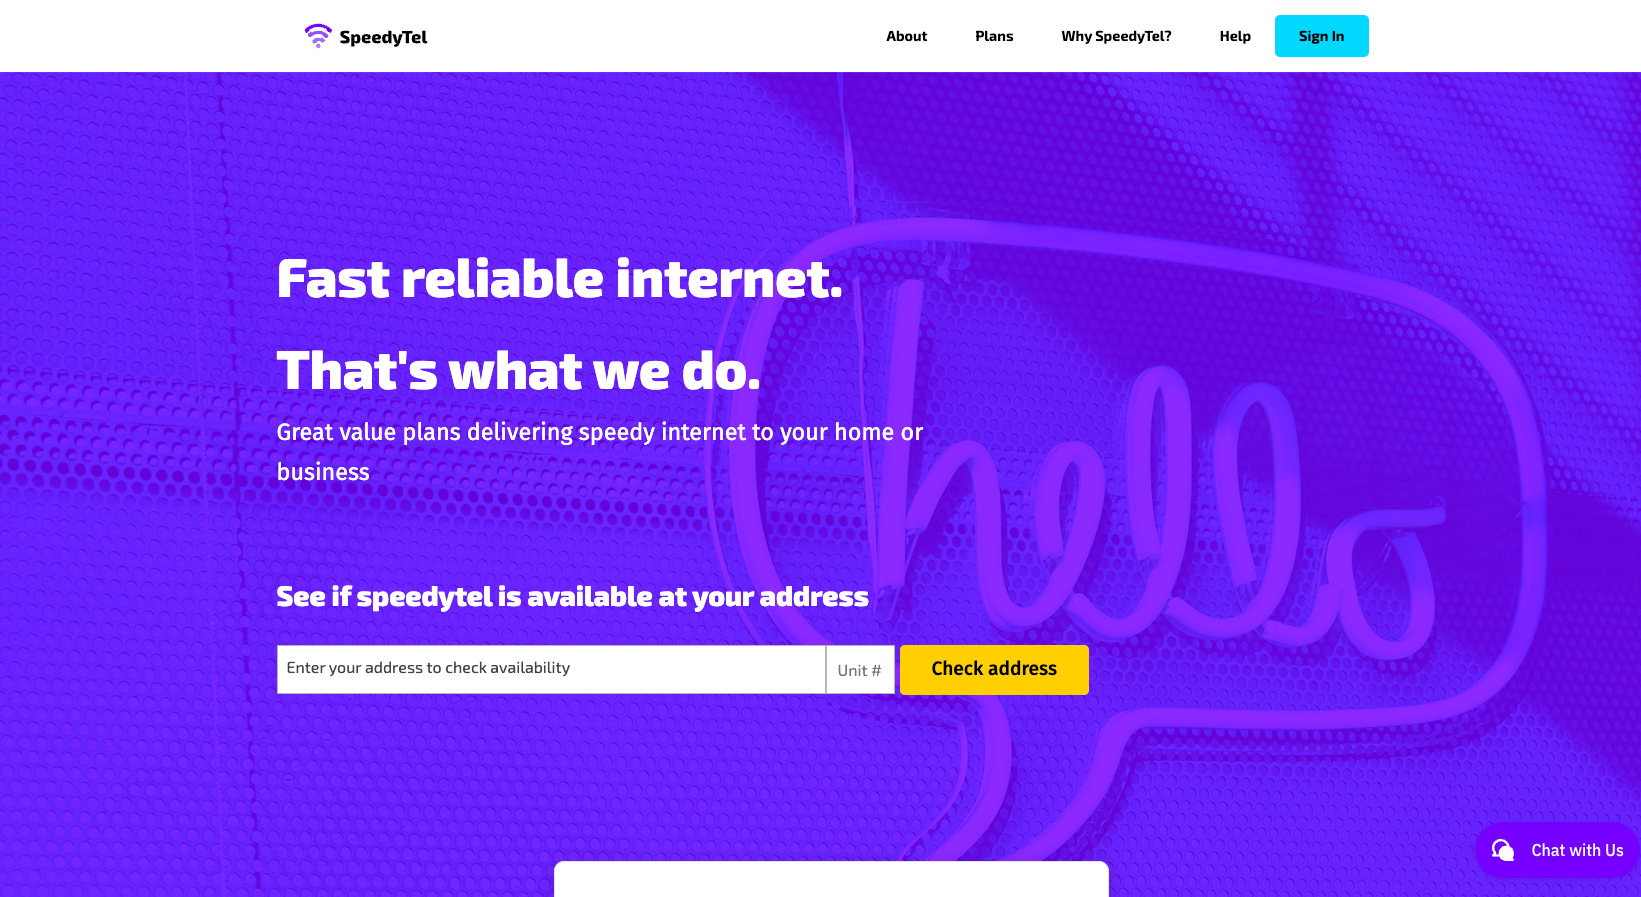 SpeedyTel
About
Plans
Why SpeedyTel?
Help
Sign In
Fast reliable internet.
That's what we do.
Great value plans delivering speedy internet to your home or
business
hello
See if speedytel is available at your address
Enter your address to check availability
Unit #
Check address
Chat with Us